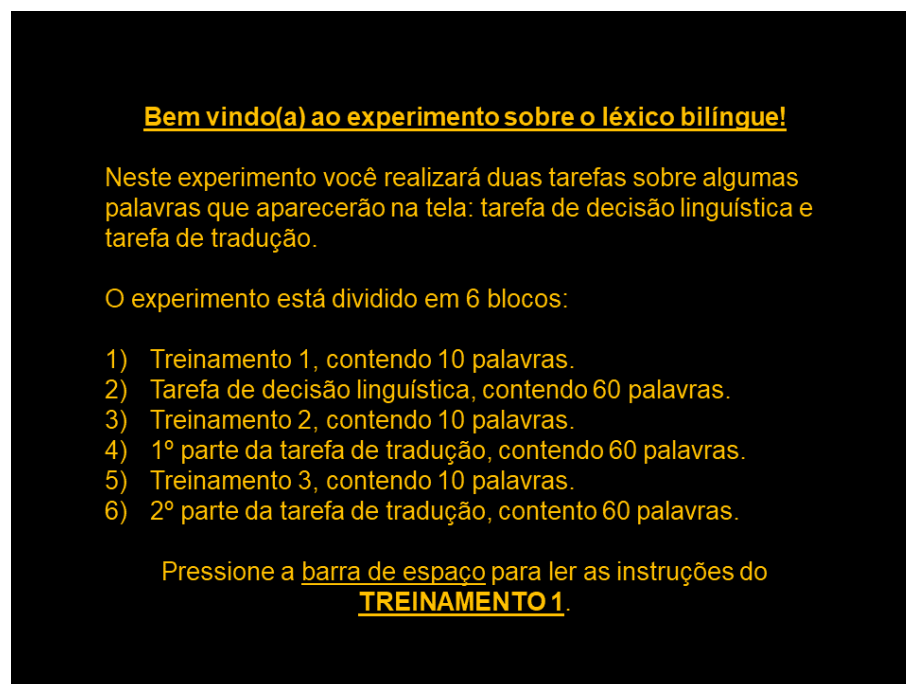 Bem vindo(a) ao experimento sobre o léxico bilíngue!
Neste experimento você realizará duas tarefas sobre algumas
palavras que aparecerão na tela: tarefa de decisão linguística e
tarefa de tradução.
O experimento está dividido em 6 blocos:
1) Treinamento 1, contendo 10 palavras.
2) Tarefa de decisão linguística, contendo 60 palavras.
3) Treinamento 2, contendo 10 palavras.
4) 1º parte da tarefa de tradução, contendo 60 palavras.
5) Treinamento 3, contendo 10 palavras.
6) 2º parte da tarefa de tradução, contento 60 palavras.
Pressione a barra de espaço para ler as instruções do
TREINAMENTO 1.